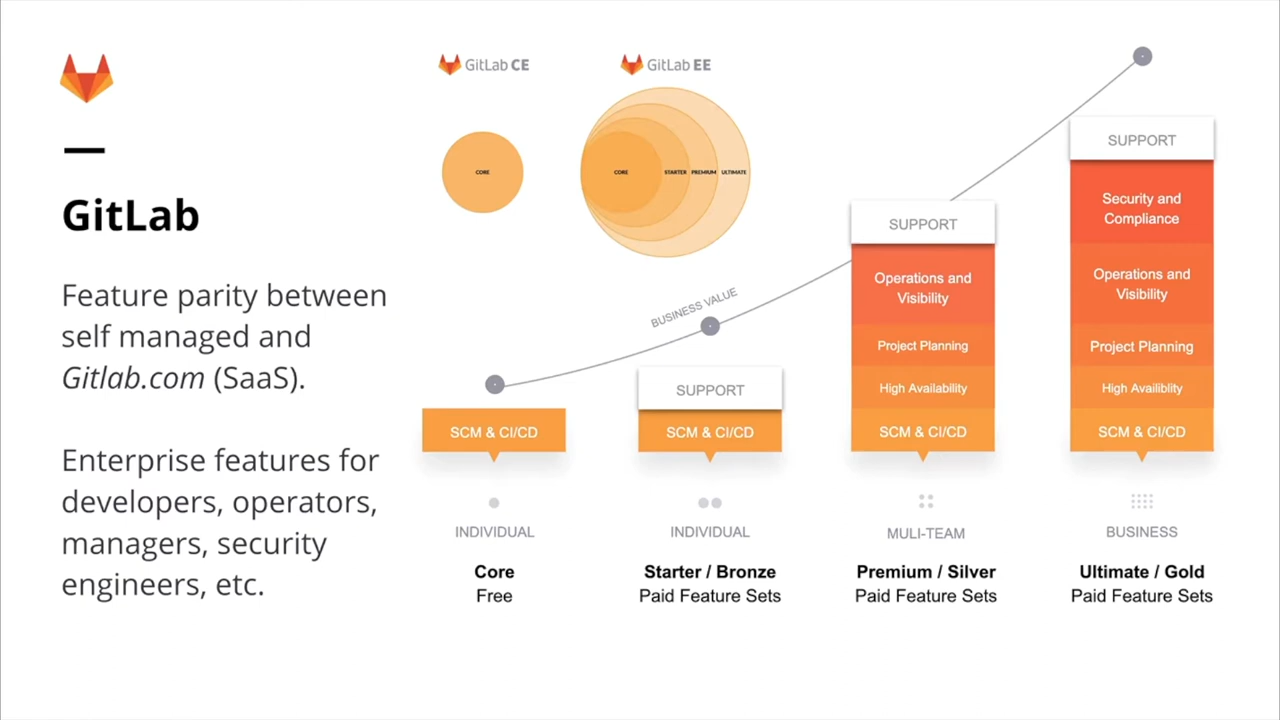 GitLab
Feature parity between
self managed and
Gitlab.com (SaaS).
Enterprise features for
developers, operators,
managers, security
engineers, etc.
GitLab CE
GitLab EE
CORE
CORE
STARTER
PREMIUM
ULTIMATE
BUSINESS VALUE
SCM & CI/CD
INDIVIDUAL
Core
Free
SUPPORT
SCM & CI/CD
INDIVIDUAL
Starter / Bronze
Paid Feature Sets
SUPPORT
Operations and
Visibility
Project Planning
High Availability
SCM & CI/CD
MULI-TEAM
Premium / Silver
Paid Feature Sets
SUPPORT
Security and
Compliance
Operations and
Visibility
Project Planning
High Availiblity
SCM & CI/CD
BUSINESS
Ultimate / Gold
Paid Feature Sets